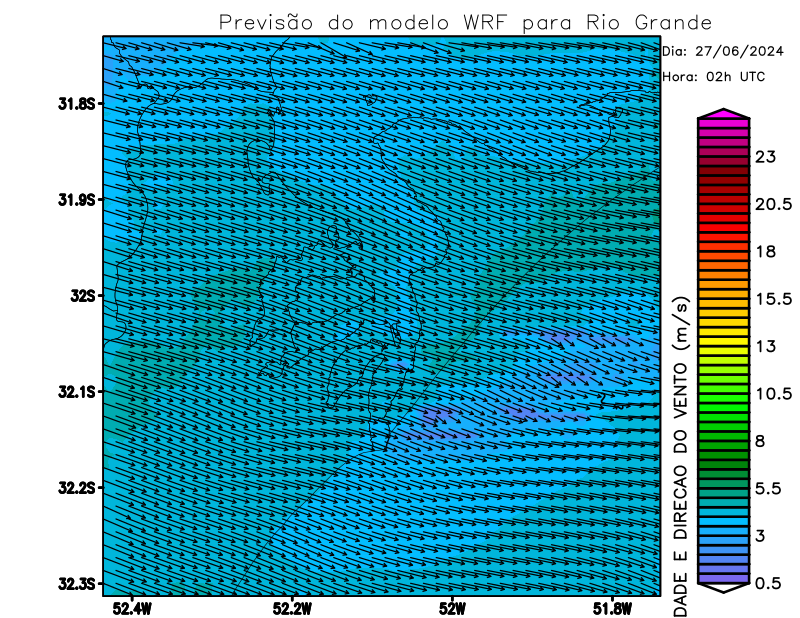 Previsão do modelo WRF para Rio Grande
Dia: 27/06/2024
Hora: 02h UTC
31.8S
31.9S
32S
32.1S
32.2S
32.3S
52.4W
52.2W
52W
51.8W
23
20.5
18
15.5
13
10.5
8
5.5
3
0.5
DADE E DIRECAO DO VENTO (m/s)